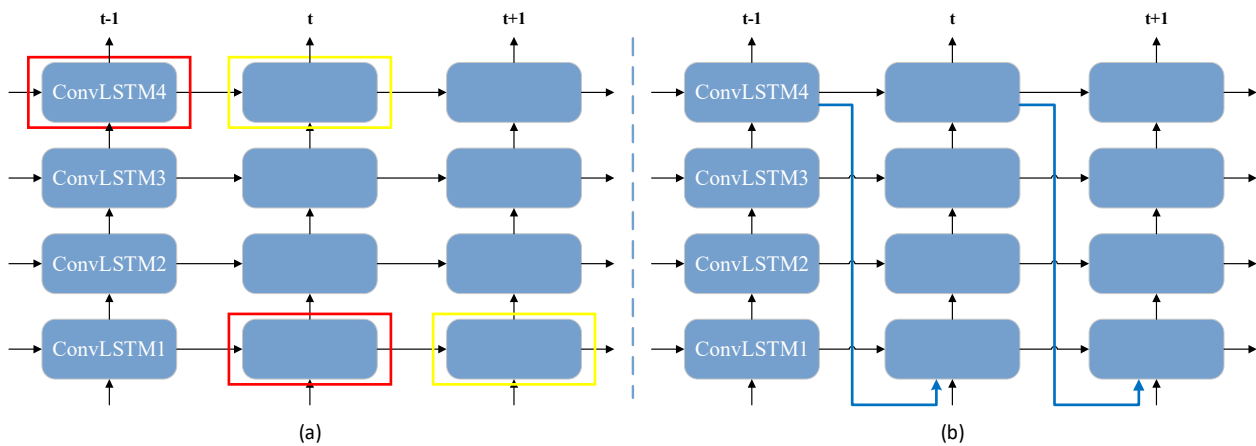 t-1 t t+1
ConvLSTM4
ConvLSTM3
ConvLSTM2
ConvLSTM1
(a)
t-1 t t+1
ConvLSTM4
ConvLSTM3
ConvLSTM2
ConvLSTM1
(b)